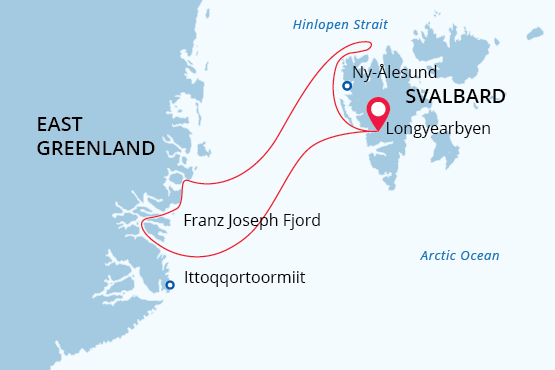 Hinlopen Strait
Ny-Ålesund
SVALBARD
Longyearbyen
EAST
GREENLAND
Franz Joseph Fjord
Arctic Ocean
Ittoqqortoormiit